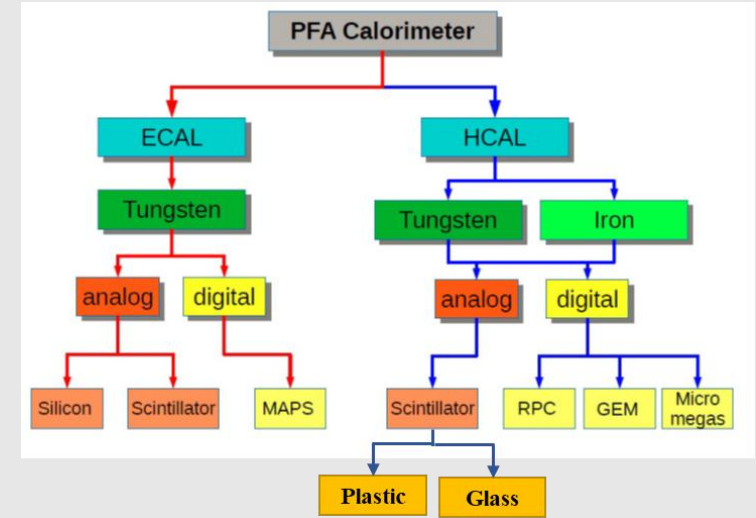 PFA Calorimeter
ECAL
HCAL
Tungsten
Tungsten
Iron
analog
digital
analog
digital
Silicon
Scintillator
MAPS
Scintillator
RPC
GEM
Micro
megas
Plastic
Glass